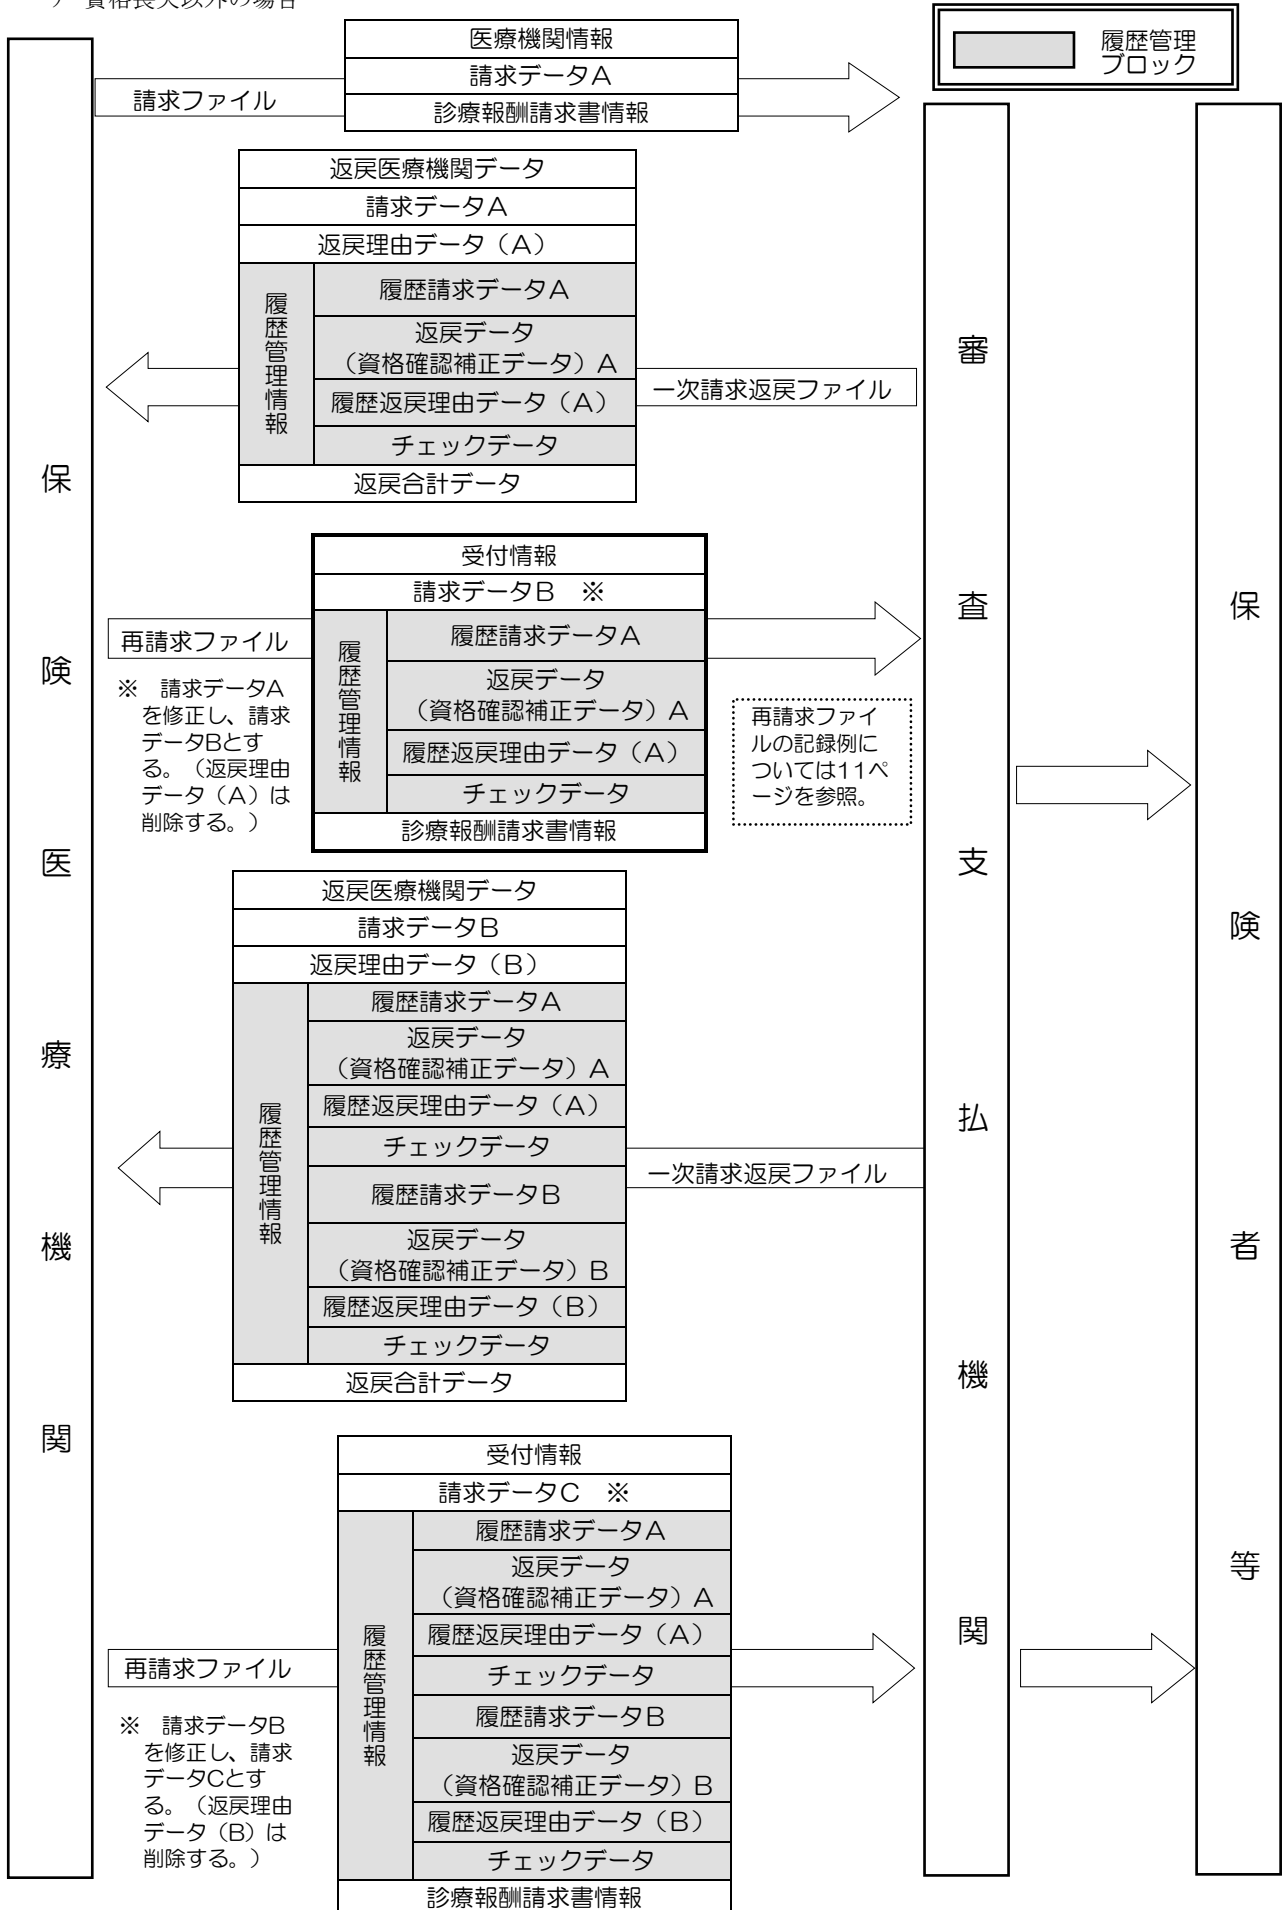 資格喪失以外の場合
履歴管理
ブロック
医療機関情報
請求データA
診療報酬請求書情報
請求ファイル
返戻医療機関データ
請求データA
返戻理由データ（A）
履歴管理情報
履歴請求データA
返戻データ
（資格確認補正データ）A
履歴返戻理由データ（A）
チェックデータ
返戻合計データ
一次請求返戻ファイル
保険医療機関
審査支払機関
保険者等
受付情報
請求データB　※
履歴管理情報
履歴請求データA
返戻データ
（資格確認補正データ）A
履歴返戻理由データ（A）
チェックデータ
診療報酬請求書情報
再請求ファイル
※　請求データA
を修正し、請求
データBとす
る。（返戻理由
データ（A）は
削除する。）
再請求ファイ
ルの記録例に
ついては11ペ
ージを参照。
返戻医療機関データ
請求データB
返戻理由データ（B）
履歴管理情報
履歴請求データA
返戻データ
（資格確認補正データ）A
履歴返戻理由データ（A）
チェックデータ
履歴請求データB
返戻データ
（資格確認補正データ）B
履歴返戻理由データ（B）
チェックデータ
返戻合計データ
一次請求返戻ファイル
受付情報
請求データC　※
履歴管理情報
履歴請求データA
返戻データ
（資格確認補正データ）A
履歴返戻理由データ（A）
チェックデータ
履歴請求データB
返戻データ
（資格確認補正データ）B
履歴返戻理由データ（B）
チェックデータ
診療報酬請求書情報
再請求ファイル
※　請求データB
を修正し、請求
データCとす
る。（返戻理由
データ（B）は
削除する。）